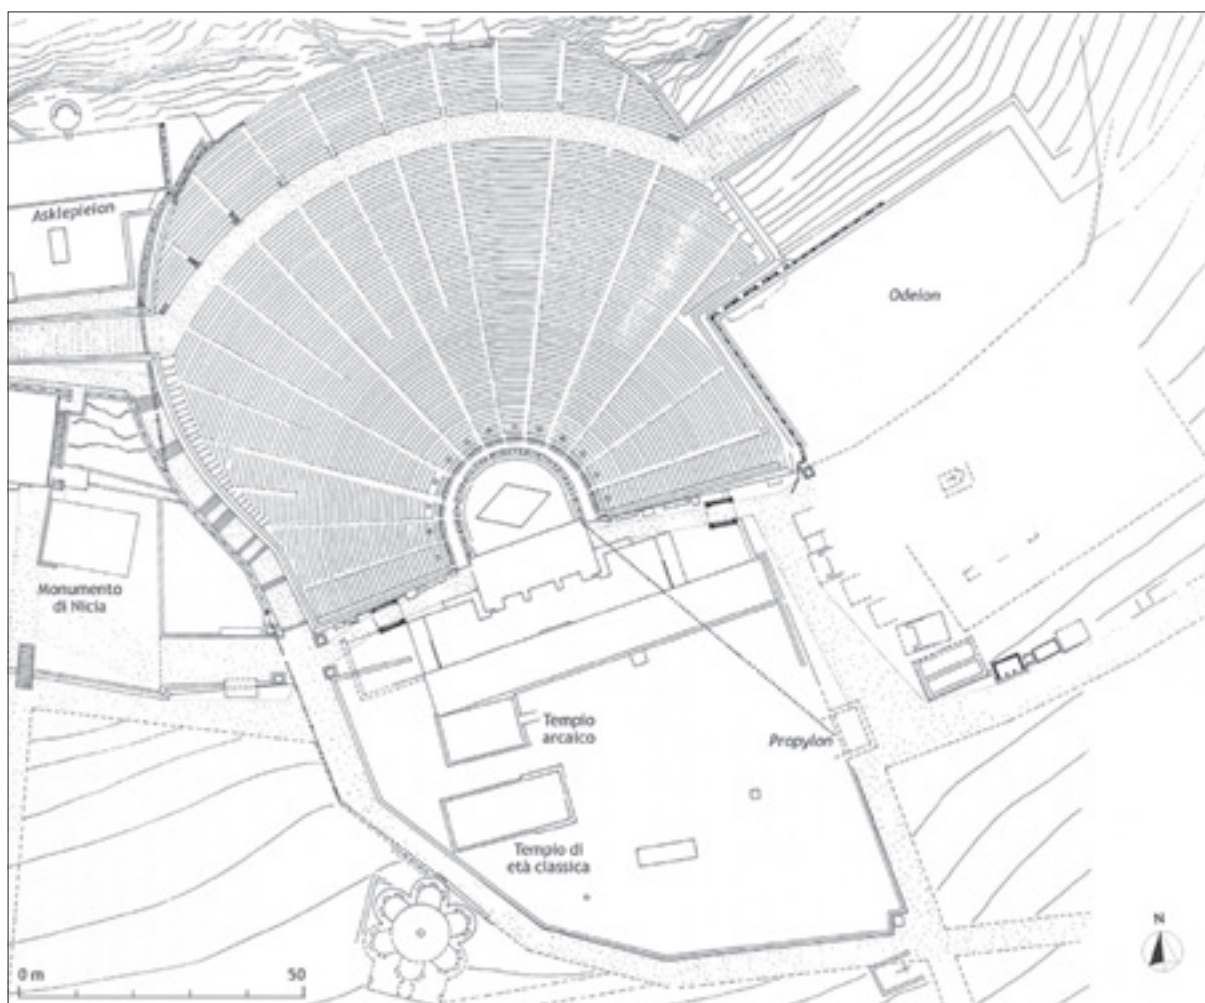 Asklepieion
Odeion
Monumento
di Nicia
Tempio
arcaico
Propylon
Tempio di
età classica
N
0 m
50